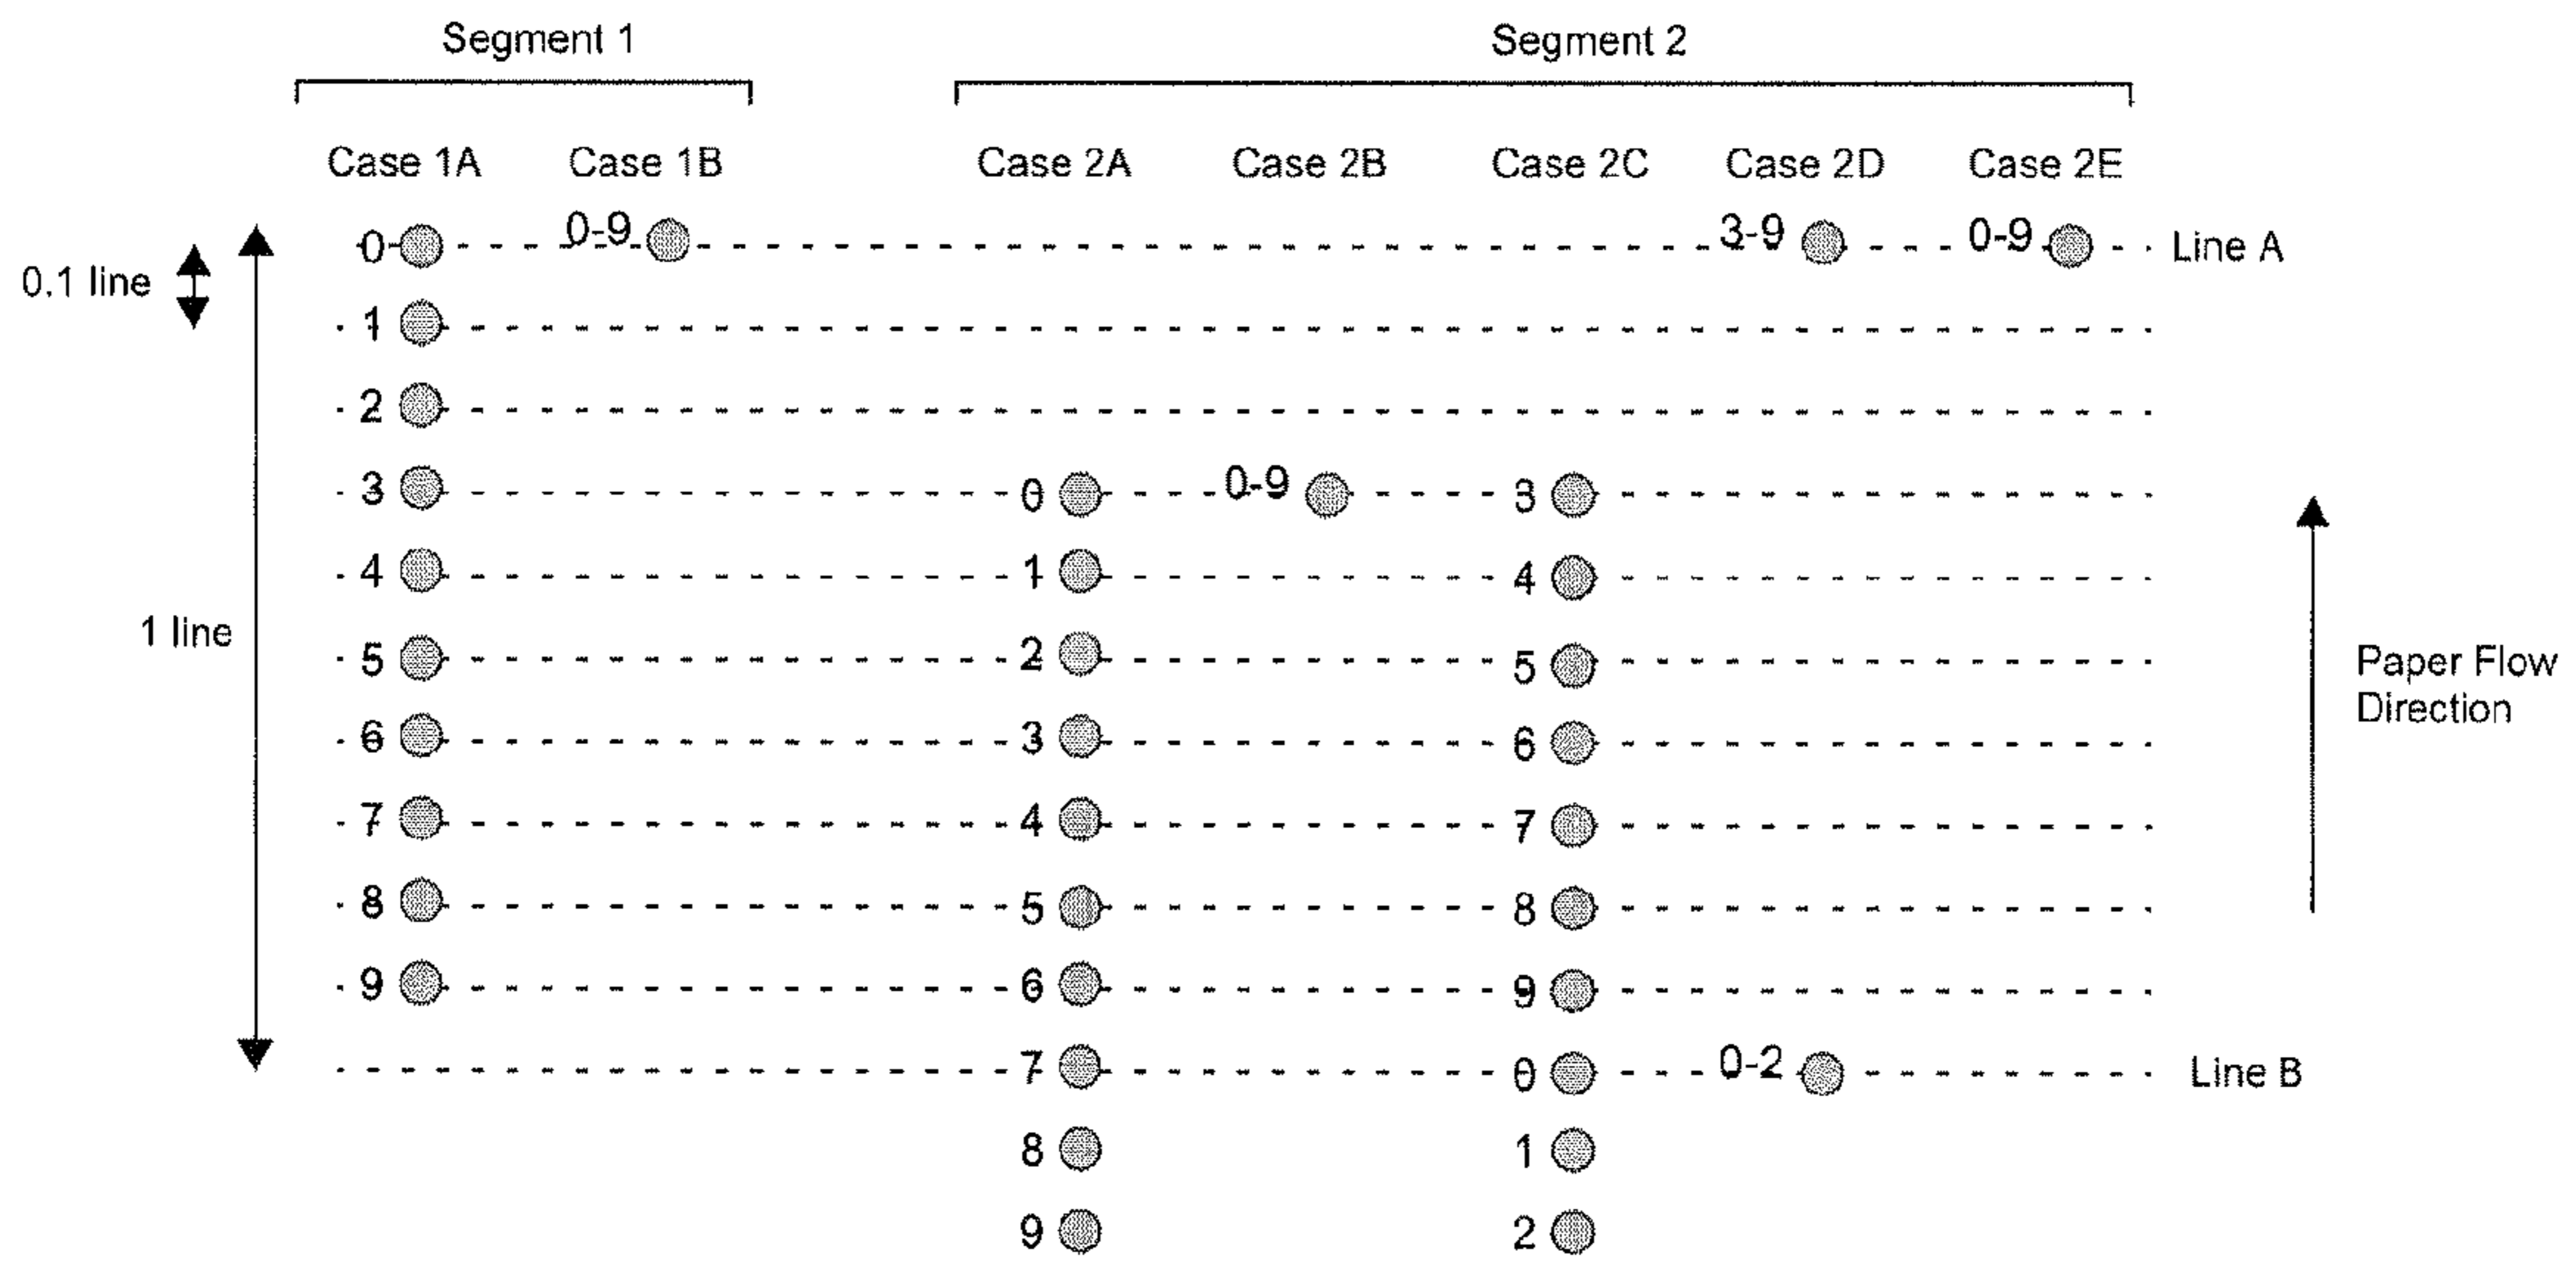 Segment 1 Segment 2
Case 1A Case 1B Case 2A Case 2B Case 2C Case 2D Case 2E
0 0-9 3-9 0-9 Line A
0.1 line
1
2
3 0 0-9 3
4 1 4
1 line
5 2 5
Paper Flow
Direction
6 3 6
7 4 7
8 5 8
9 6 9
7 0 0-2 Line B
8 1
9 2